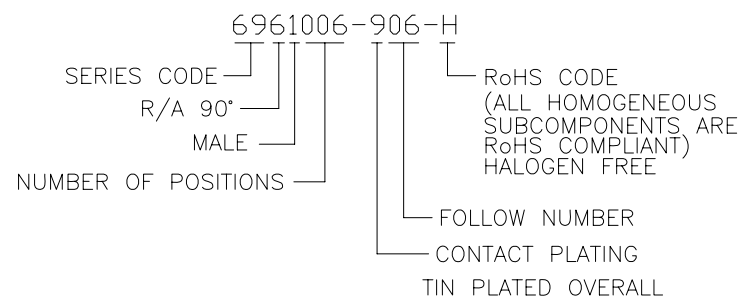 6961006-906-H
SERIES CODE
R/A 90°
MALE
NUMBER OF POSITIONS
RoHS CODE
(ALL HOMOGENEOUS
SUBCOMPONENTS ARE
RoHS COMPLIANT)
HALOGEN FREE
FOLLOW NUMBER
CONTACT PLATING
TIN PLATED OVERALL